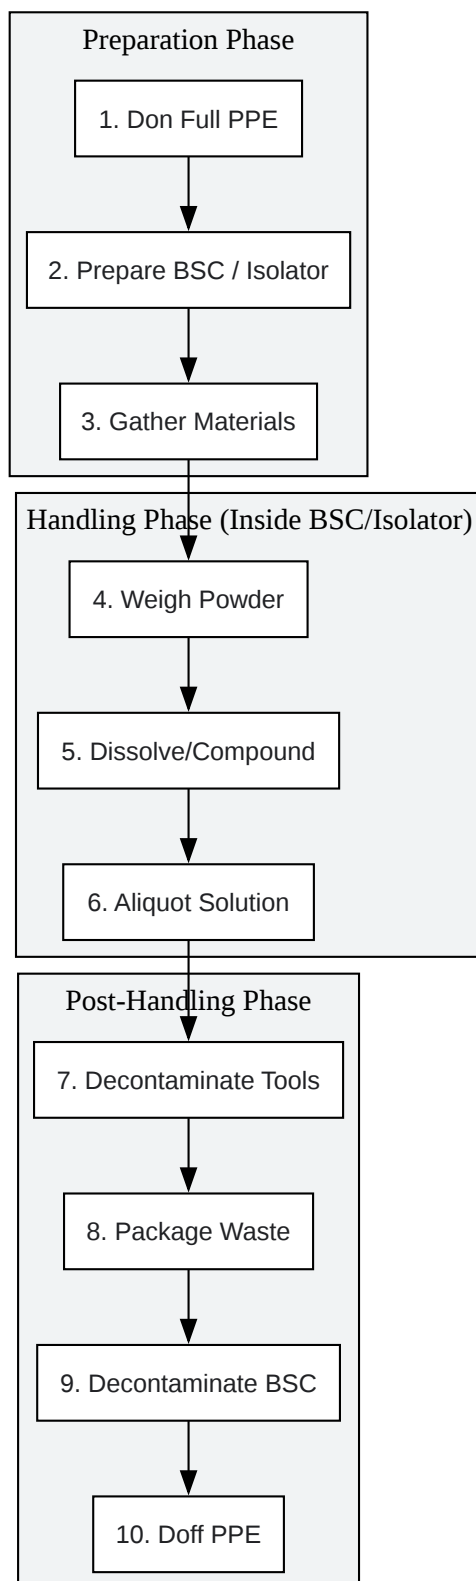 Preparation Phase
1. Don Full PPE
2. Prepare BSC / Isolator
3. Gather Materials
Handling Phase (Inside BSC/Isolator)
4. Weigh Powder
5. Dissolve/Compound
6. Aliquot Solution
Post-Handling Phase
7. Decontaminate Tools
8. Package Waste
9. Decontaminate BSC
10. Doff PPE